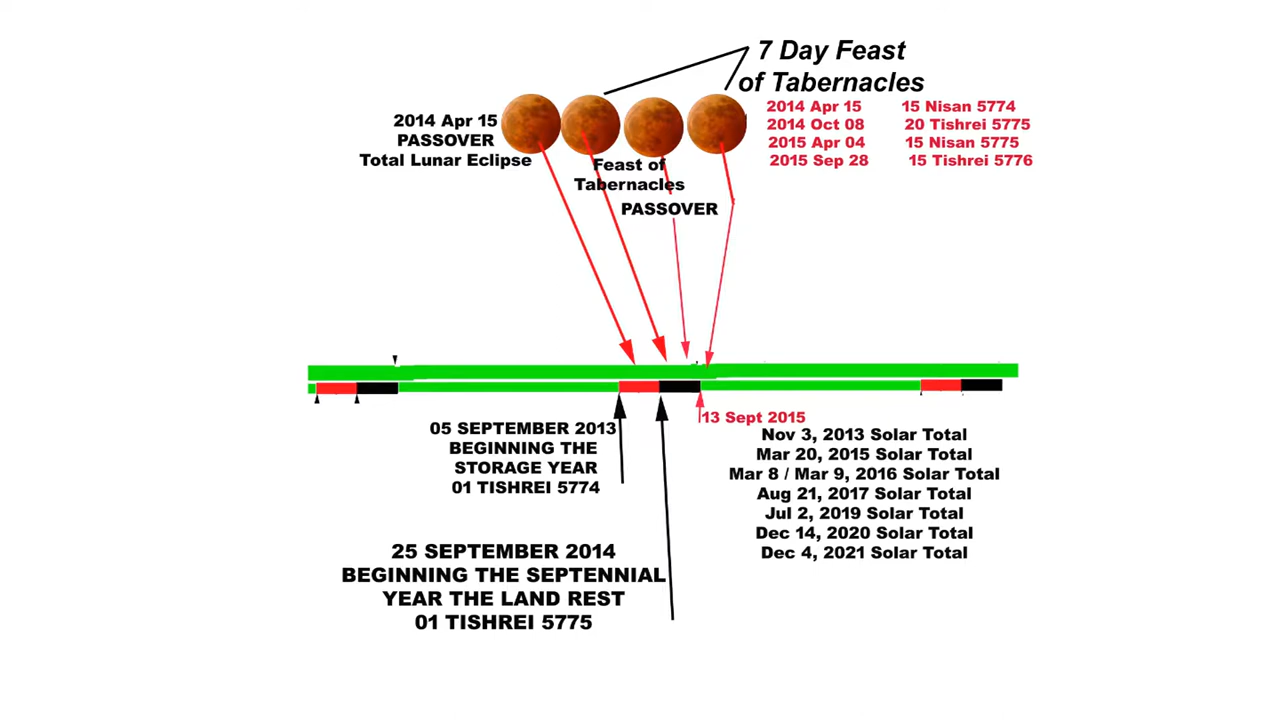 7 Day Feast
of Tabernacles
2014 Apr 15
PASSOVER
Total Lunar Eclipse
Feast of
Tabernacles
PASSOVER
2014 Apr 15 15 Nisan 5774
2014 Oct 08 20 Tishrei 5775
2015 Apr 04 15 Nisan 5775
2015 Sep 28 15 Tishrei 5776
05 SEPTEMBER 2013
BEGINNING THE
STORAGE YEAR
01 TISHREI 5774
13 Sept 2015
Nov 3, 2013 Solar Total
Mar 20, 2015 Solar Total
Mar 8 / Mar 9, 2016 Solar Total
Aug 21, 2017 Solar Total
Jul 2, 2019 Solar Total
Dec 14, 2020 Solar Total
Dec 4, 2021 Solar Total
25 SEPTEMBER 2014
BEGINNING THE SEPTENNIAL
YEAR THE LAND REST
01 TISHREI 5775